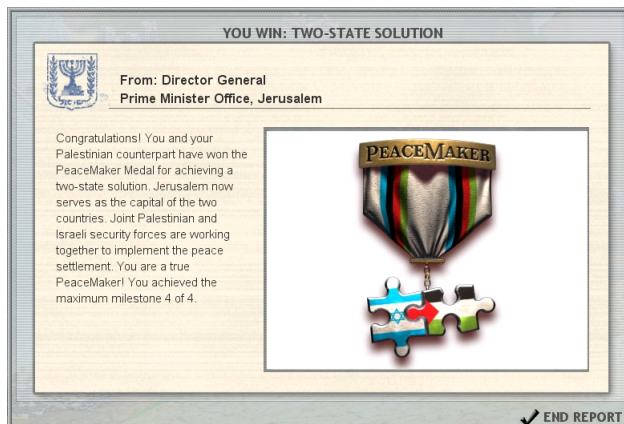 YOU WIN: TWO-STATE SOLUTION
From: Director General
Prime Minister Office, Jerusalem
Congratulations! You and your
Palestinian counterpart have won the
PeaceMaker Medal for achieving a
two-state solution. Jerusalem now
serves as the capital of the two
countries. Joint Palestinian and
Israeli security forces are working
together to implement the peace
settlement. You are a true
PeaceMaker! You achieved the
maximum milestone 4 of 4.
PEACEMAKER
END REPORT